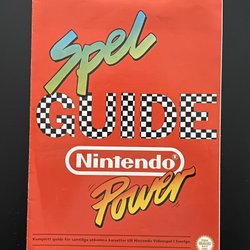 Spel
GUIDE
Nintendo®
Power
Komplett guide för samtliga utkomna kassetter till Nintendo Videospel i Sverige.